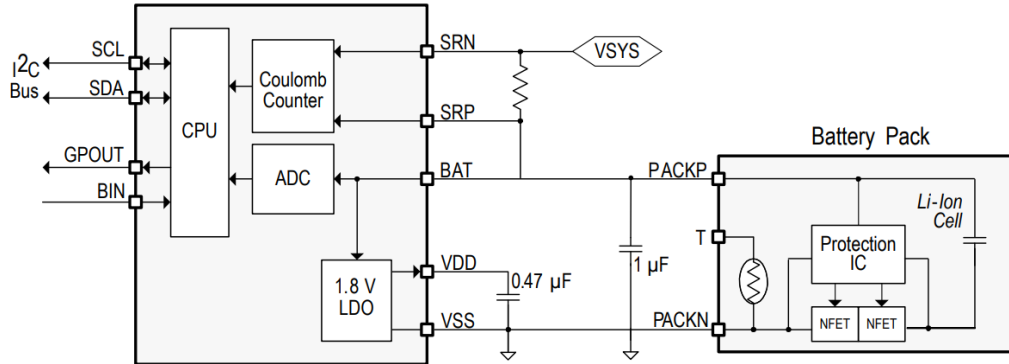 SCL
I2C
Bus
SDA
GPOUT
BIN
CPU
Coulomb
Counter
ADC
1.8 V
LDO
SRN
SRP
BAT
VDD
VSS
VSYS
0.47 µF
1 µF
Battery Pack
PACKP
T
PACKN
Li-Ion
Cell
Protection
IC
NFET
NFET